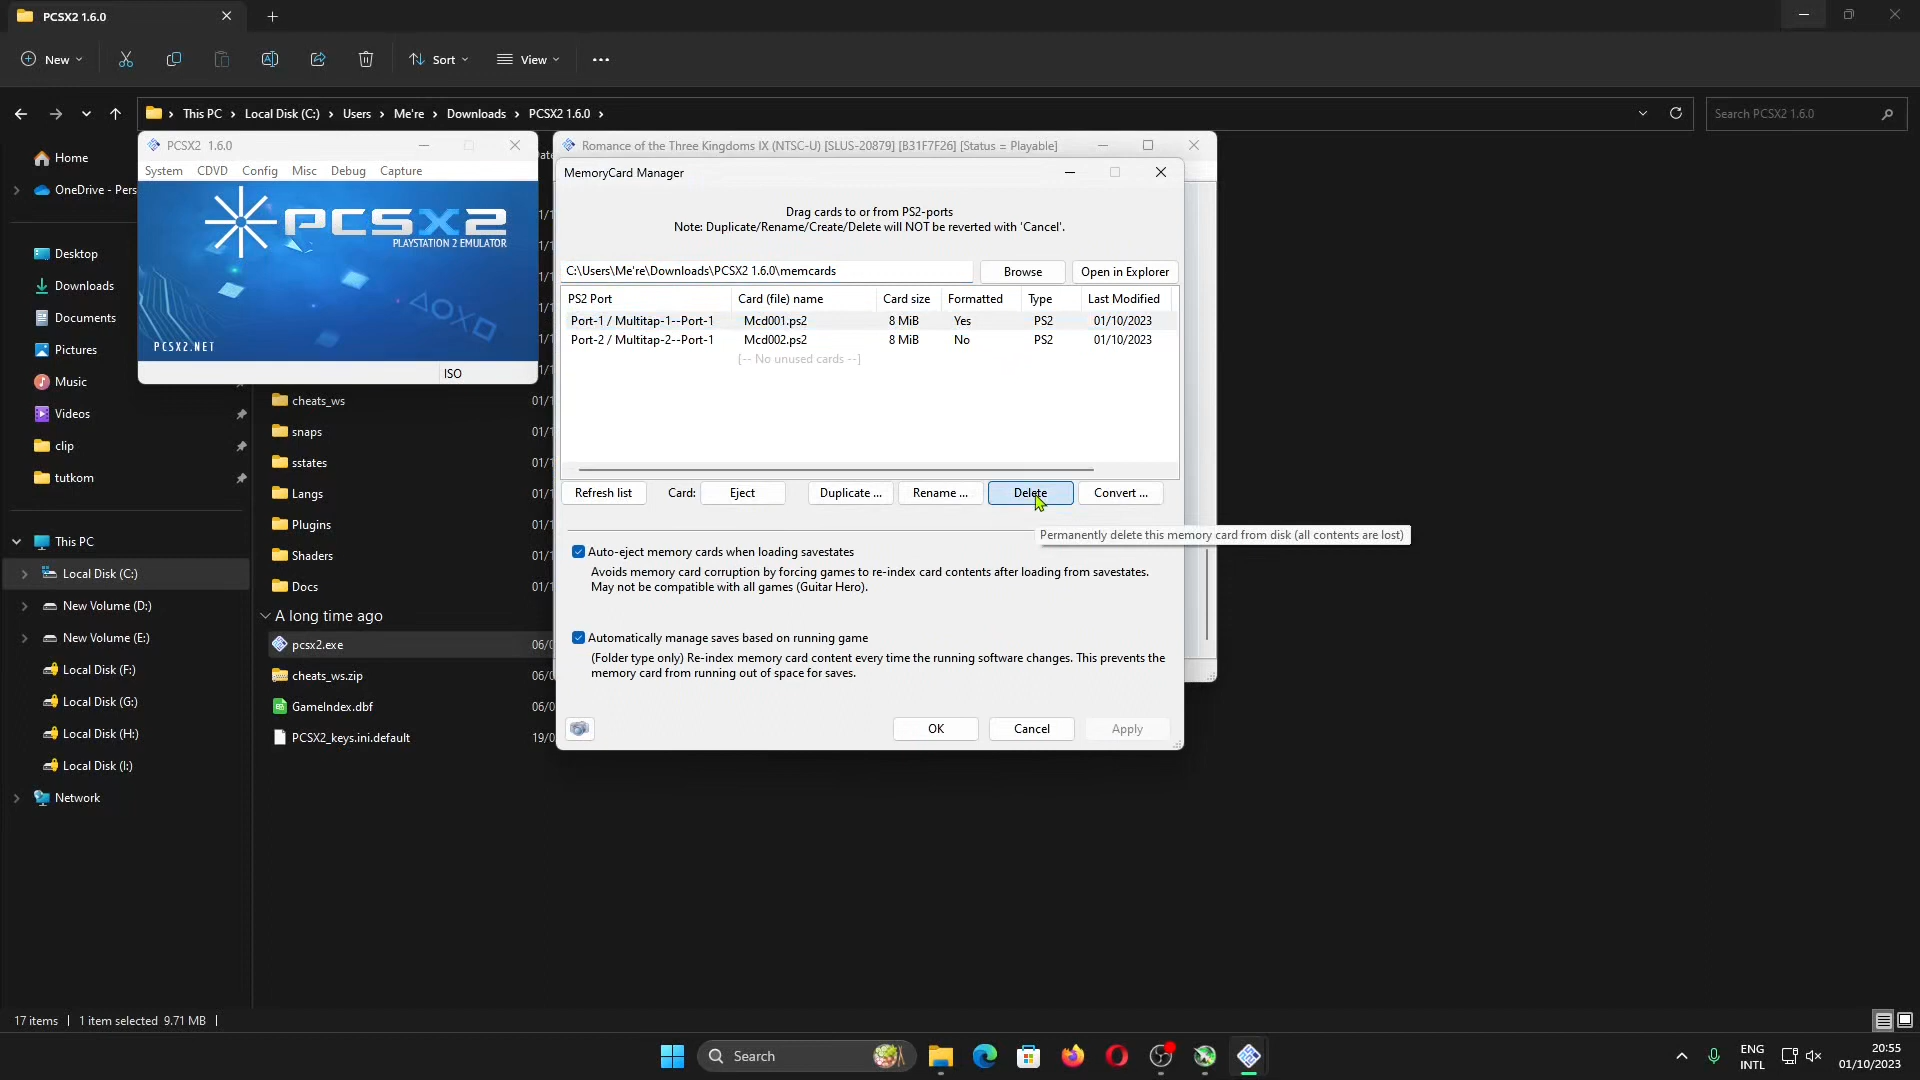 PCSX2 1.6.0
New
Sort
View
This PC
Local Disk (C:)
Users
Me're
Downloads
PCSX2 1.6.0
Search PCSX2 1.6.0
Home
OneDrive - Pers
Desktop
Downloads
Documents
Pictures
Music
Videos
clip
tutkom
This PC
Local Disk (C:)
New Volume (D:)
New Volume (E:)
Local Disk (F:)
Local Disk (G:)
Local Disk (H:)
Local Disk (I:)
Network
PCSX2 1.6.0
System CDVD Config Misc Debug Capture
PCSX2
PLAYSTATION 2 EMULATOR
PCSX2.NET
ISO
cheats_ws
snaps
sstates
Langs
Plugins
Shaders
Docs
A long time ago
pcsx2.exe
cheats_ws.zip
GameIndex.dbf
PCSX2_keys.ini.default
Romance of the Three Kingdoms IX (NTSC-U) [SLUS-20879] [B31F7F26] [Status = Playable]
MemoryCard Manager
Drag cards to or from PS2-ports
Note: Duplicate/Rename/Create/Delete will NOT be reverted with 'Cancel'.
C:\Users\Me're\Downloads\PCSX2 1.6.0\memcards
Browse
Open in Explorer
PS2 Port Card (file) name Card size Formatted Type Last Modified
Port-1 / Multitap-1--Port-1 Mcd001.ps2 8 MiB Yes PS2 01/10/2023
Port-2 / Multitap-2--Port-1 Mcd002.ps2 8 MiB No PS2 01/10/2023
[-- No unused cards --]
Refresh list Card: Eject Duplicate ... Rename ... Delete Convert ...
Permanently delete this memory card from disk (all contents are lost)
Auto-eject memory cards when loading savestates
Avoids memory card corruption by forcing games to re-index card contents after loading from savestates.
May not be compatible with all games (Guitar Hero).
Automatically manage saves based on running game
(Folder type only) Re-index memory card content every time the running software changes. This prevents the
memory card from running out of space for saves.
OK Cancel Apply
17 items | 1 item selected 9.71 MB |
Search
ENG
INTL
20:55
01/10/2023